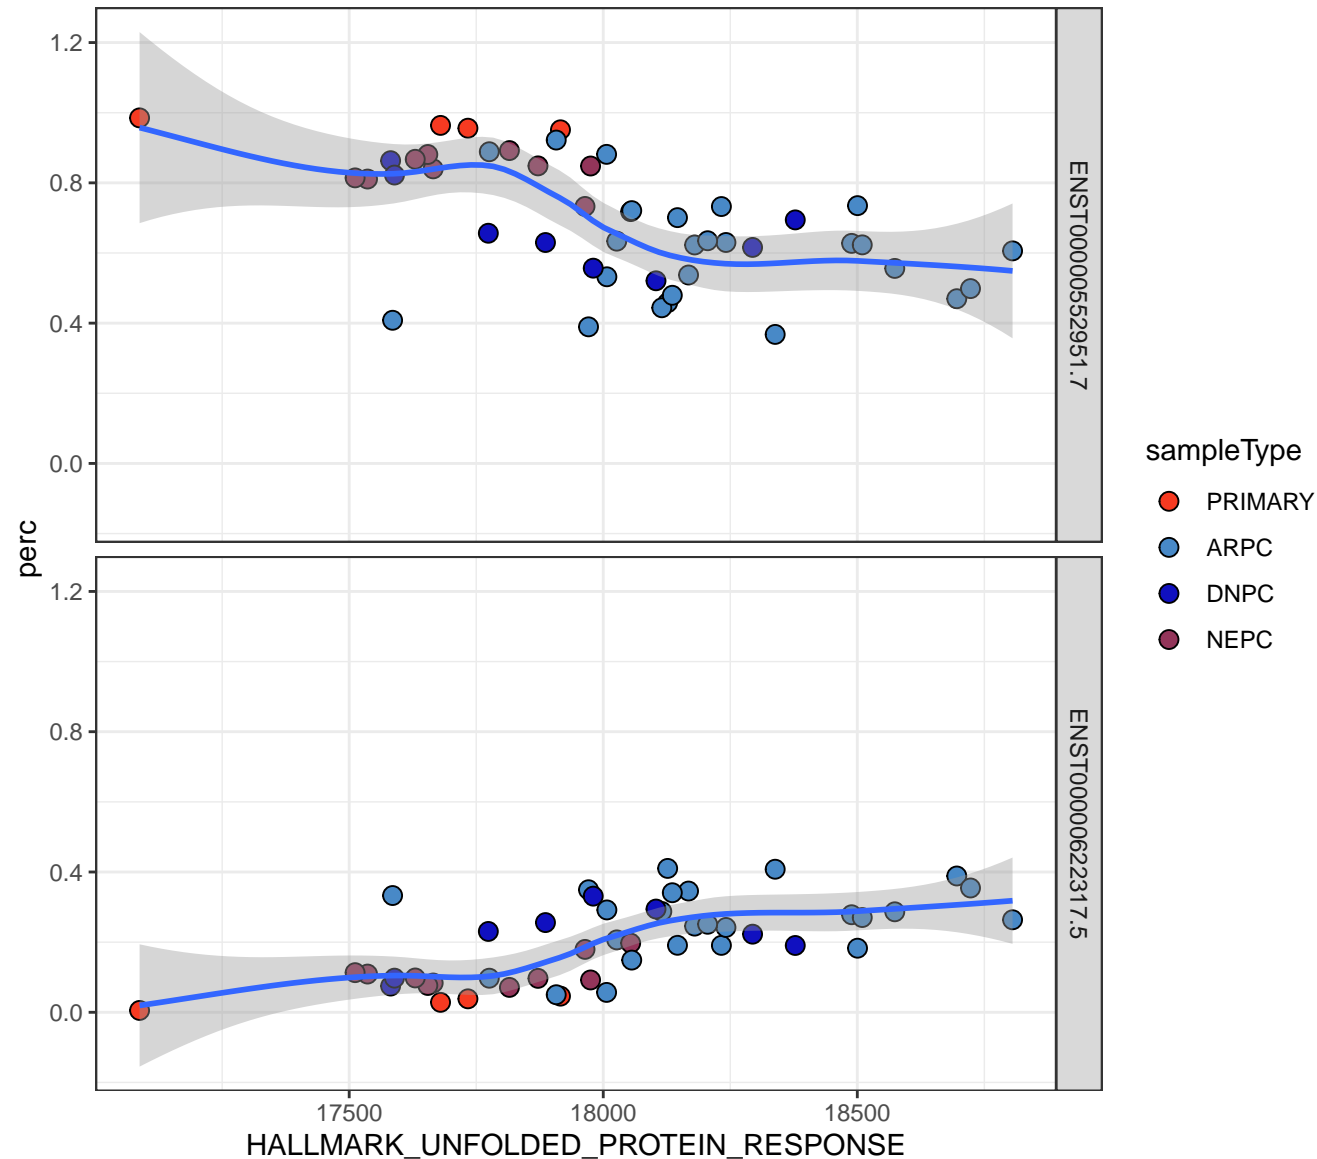 1.2
0.8
0.4
0.0
ENST00000552951.7
1.2
0.8
0.4
0.0
ENST00000622317.5
perc
17500 18000 18500
HALLMARK_UNFOLDED_PROTEIN_RESPONSE
sampleType
PRIMARY
ARPC
DNPC
NEPC